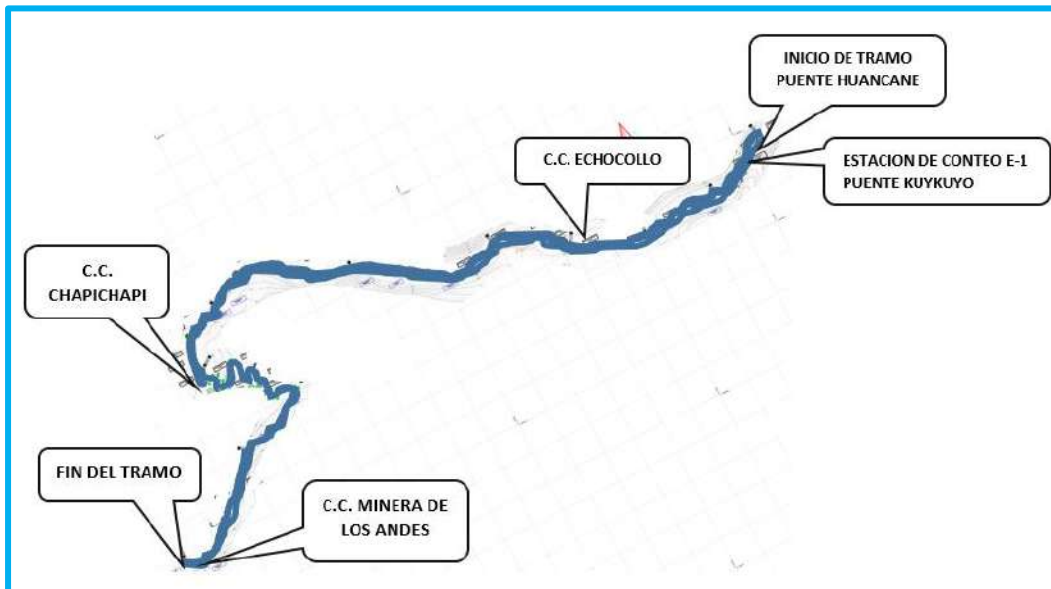 INICIO DE TRAMO
PUENTE HUANCANE
C.C. ECHOCOLLO
ESTACION DE CONTEO E-1
PUENTE KUYKUYO
C.C.
CHAPICHAPI
FIN DEL TRAMO
C.C. MINERA DE
LOS ANDES